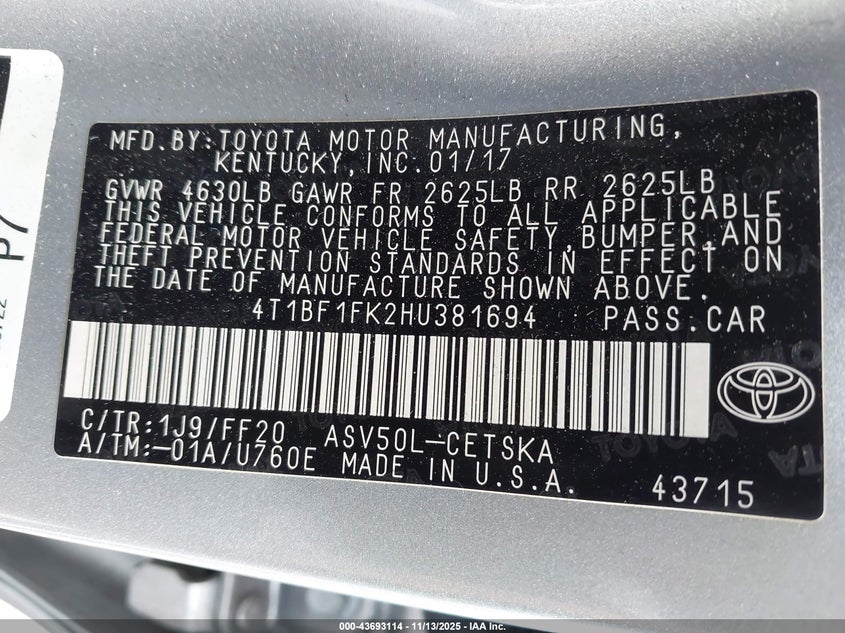 P7
MFD.BY:TOYOTA MOTOR MANUFACTURING,
KENTUCKY,INC.01/17
GVWR 4630LB GAWR FR 2625LB RR 2625LB
THIS VEHICLE CONFORMS TO ALL APPLICABLE
FEDERAL MOTOR VEHICLE SAFETY,BUMPER,AND
THEFT PREVENTION STANDARDS IN EFFECT ON
THE DATE OF MANUFACTURE SHOWN ABOVE.
4T1BF1FK2HU381694 PASS.CAR
C/TR:1J9/FF20 ASV50L-CETSKA
A/TM:-01A/U760E MADE IN U.S.A.
43715
000-43693114 - 11/13/2025 - IAA Inc.